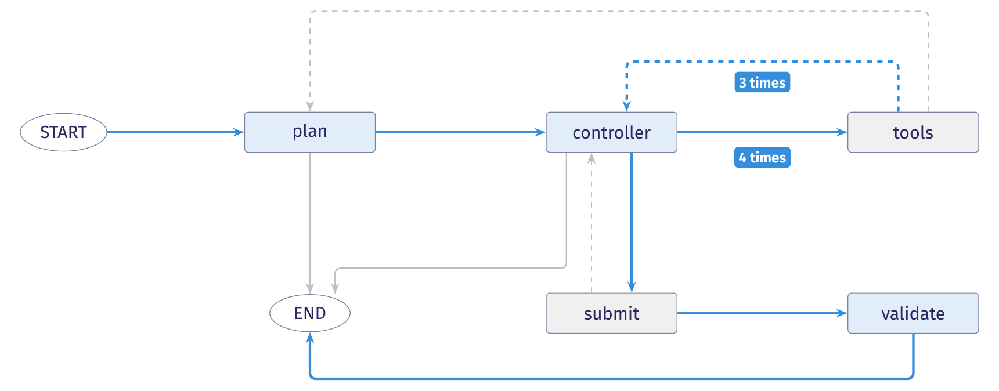 3 times
START
plan
controller
tools
4 times
END
submit
validate